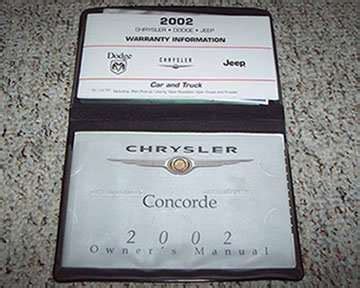 2002
CHRYSLER • DODGE • JEEP
WARRANTY INFORMATION
Dodge CHRYSLER Jeep
Car and Truck
CHRYSLER
Concorde
2002
Owner's Manual